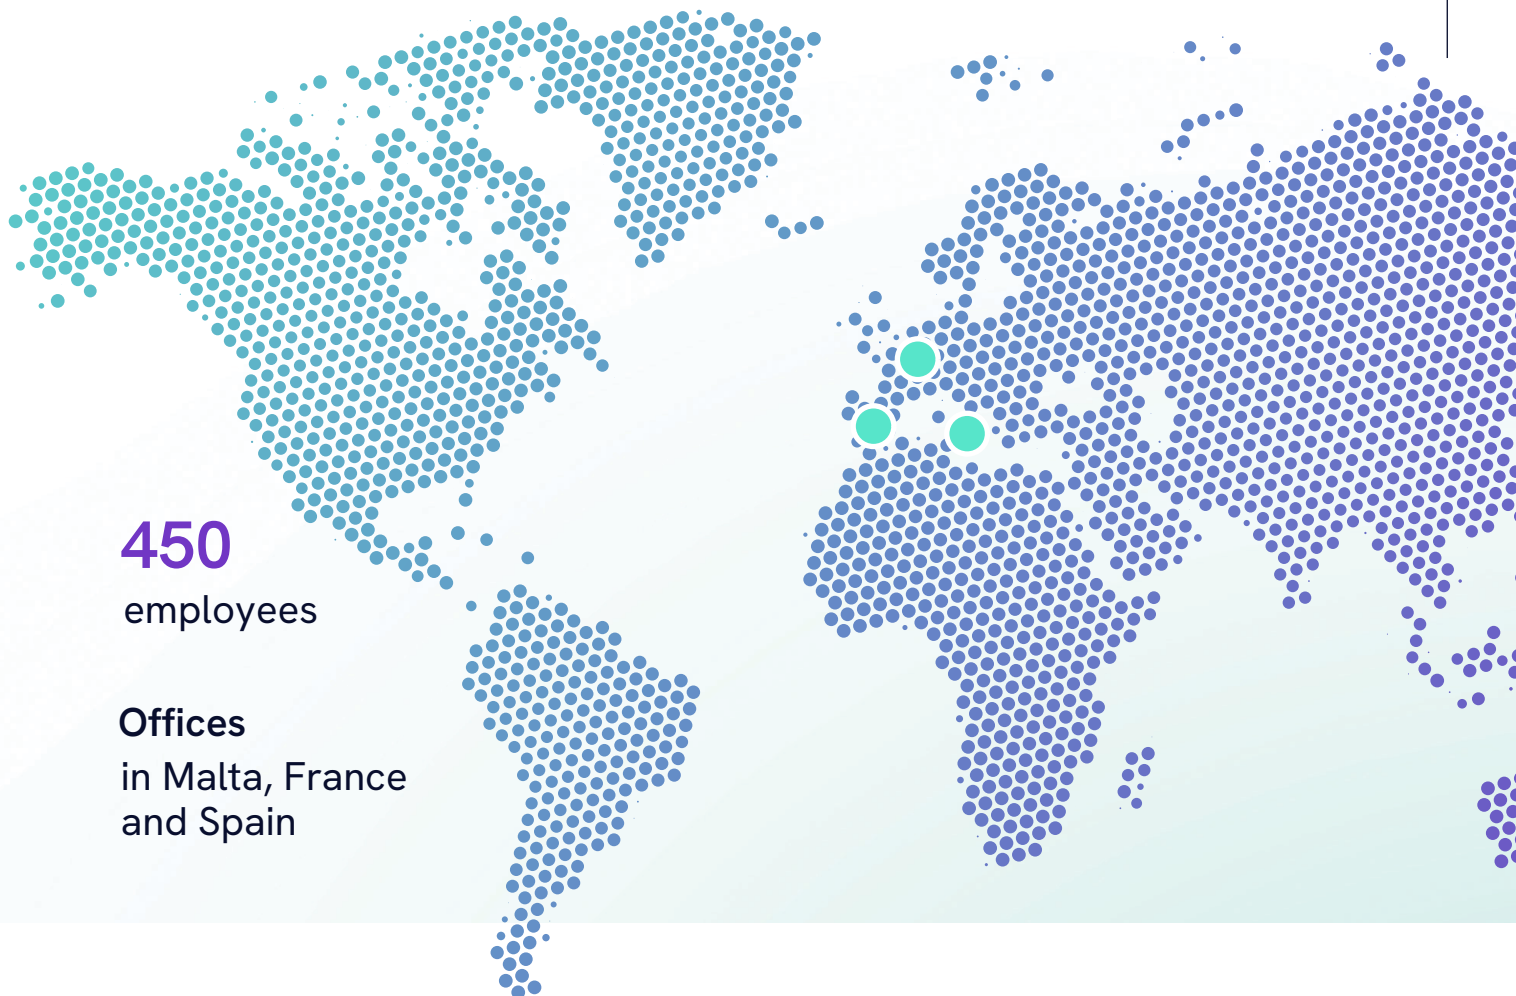 450
employees
Offices
in Malta, France
and Spain